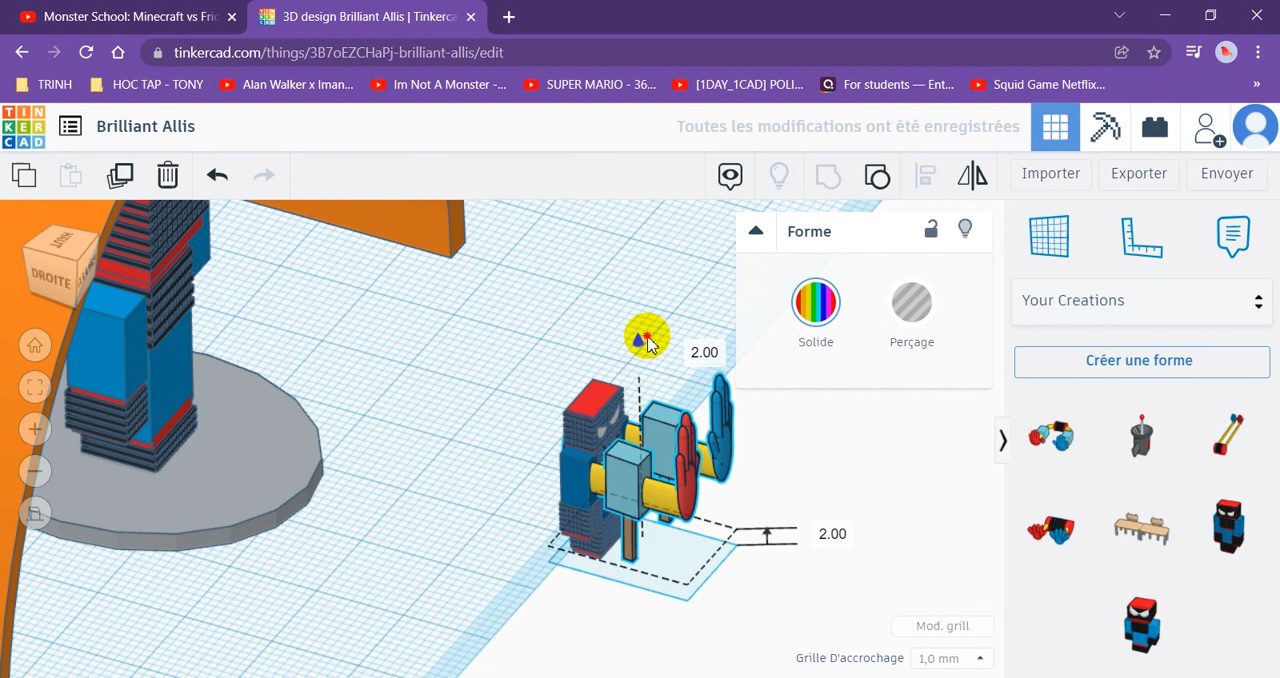 Monster School: Minecraft vs Fric
3D design Brilliant Allis | Tinkerca
tinkercad.com/things/3B7oEZCHaPj-brilliant-allis/edit
TRINH
HOC TAP - TONY
Alan Walker x Iman...
Im Not A Monster -...
SUPER MARIO - 36...
[1DAY_1CAD] POLI...
For students — Ent...
Squid Game Netflix...
»
TIN
KER
CAD
Brilliant Allis
Toutes les modifications ont été enregistrées
Importer
Exporter
Envoyer
HAUT
DROITE
Forme
Solide
Perçage
2.00
2.00
Your Creations
Créer une forme
Mod. grill
Grille D'accrochage
1,0 mm